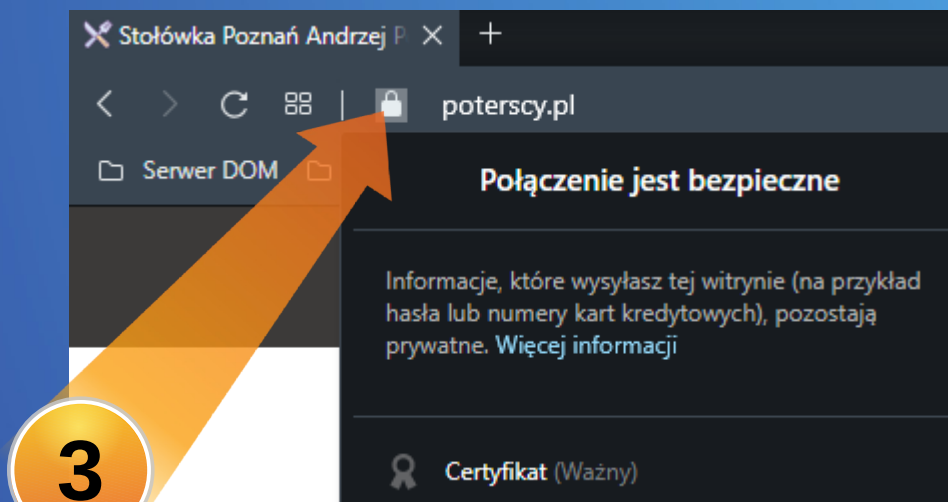 Stołówka Poznań Andrzej P
poterscy.pl
Serwer DOM
Połączenie jest bezpieczne
Informacje, które wysyłasz tej witrynie (na przykład
hasła lub numery kart kredytowych), pozostają
prywatne. Więcej informacji
Certyfikat (Ważny)
3